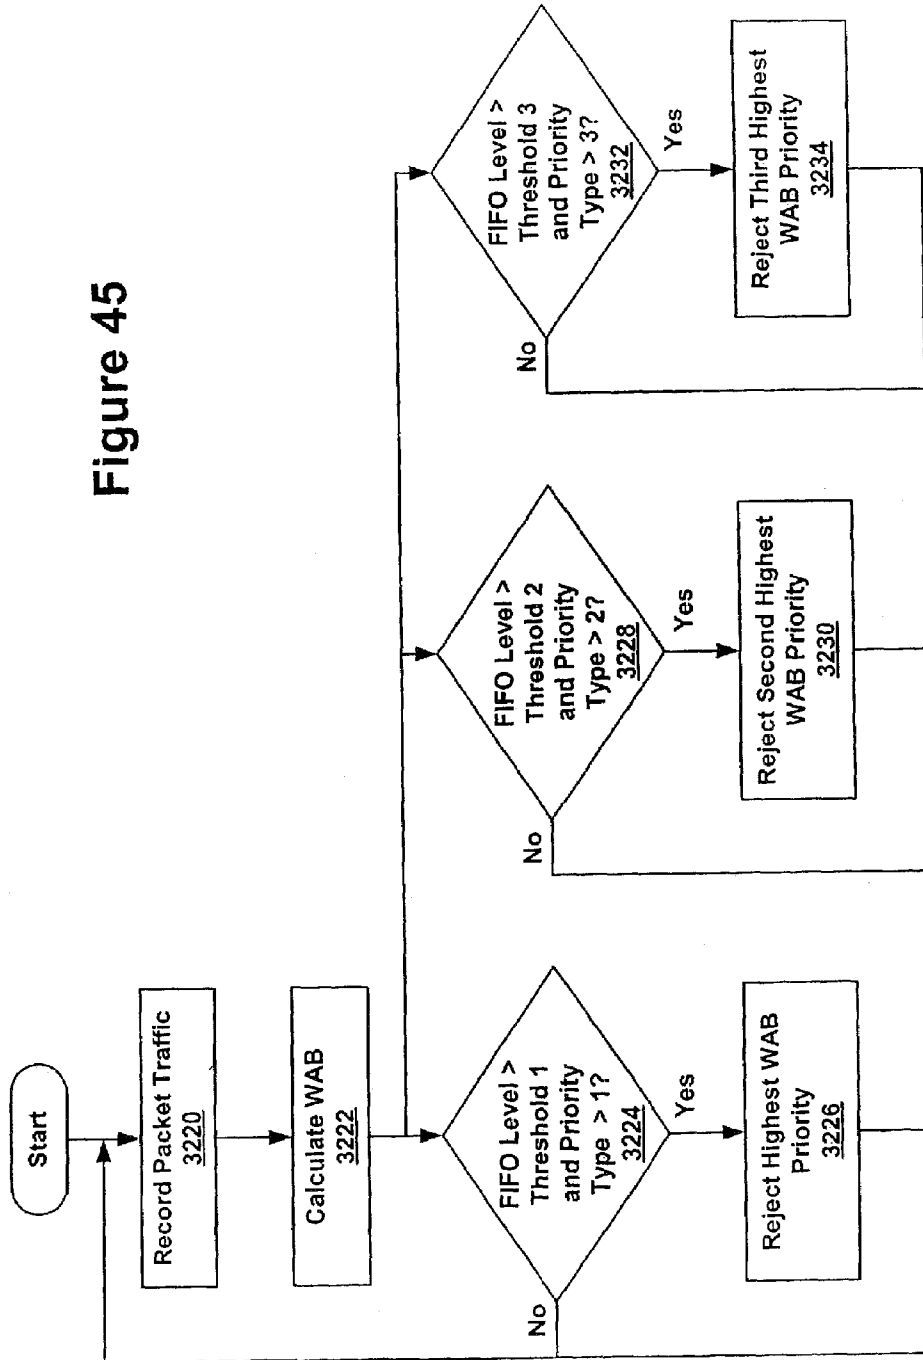 Figure 45
Start
Record Packet Traffic
3220
Calculate WAB
3222
FIFO Level >
Threshold 1
and Priority
Type > 1?
3224
No
Yes
Reject Highest WAB
Priority
3226
FIFO Level >
Threshold 2
and Priority
Type > 2?
3228
No
Yes
Reject Second Highest
WAB Priority
3230
FIFO Level >
Threshold 3
and Priority
Type > 3?
3232
No
Yes
Reject Third Highest
WAB Priority
3234